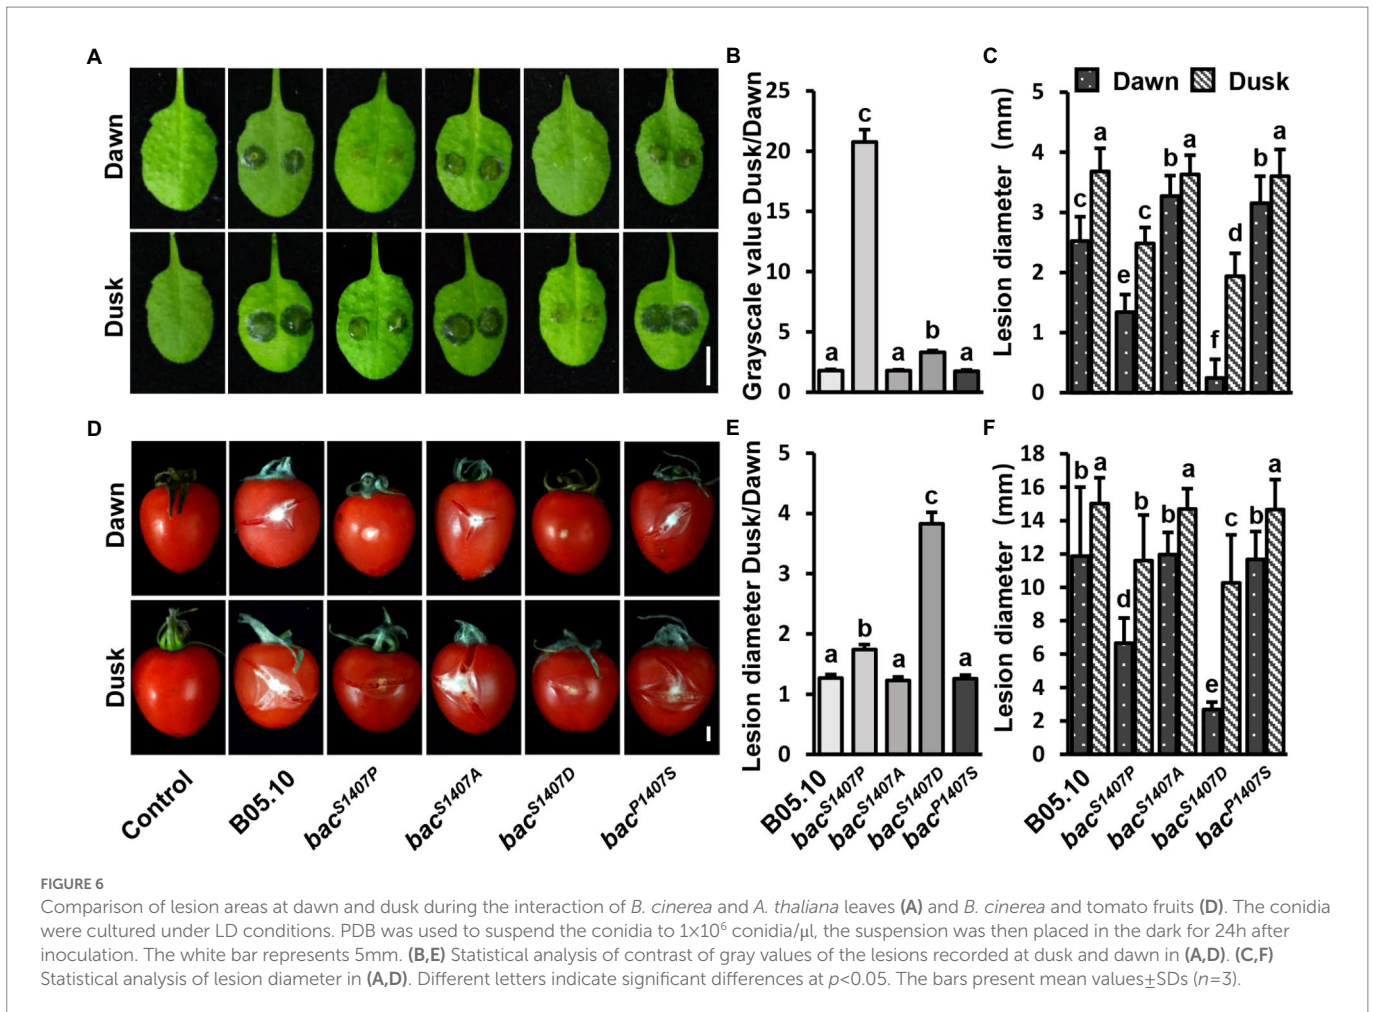 A
Dawn
Dusk
B
Grayscale value Dusk/Dawn
25
20
15
10
5
0
a
c
a
b
a
C
Dawn
Dusk
Lesion diameter (mm)
5
4
3
2
1
0
c
a
e
c
b
a
f
d
b
a
D
Dawn
Dusk
Control
B05.10
bacS1407P
bacS1407A
bacS1407D
bacP1407S
E
Lesion diameter Dusk/Dawn
5
4
3
2
1
0
a
b
a
c
a
B05.10
bacS1407P
bacS1407A
bacS1407D
bacP1407S
F
Lesion diameter (mm)
18
16
14
12
10
8
6
4
2
0
b
a
d
b
b
a
e
c
b
a
B05.10
bacS1407P
bacS1407A
bacS1407D
bacP1407S
FIGURE 6
Comparison of lesion areas at dawn and dusk during the interaction of B. cinerea and A. thaliana leaves (A) and B. cinerea and tomato fruits (D). The conidia
were cultured under LD conditions. PDB was used to suspend the conidia to 1×10⁶ conidia/μl, the suspension was then placed in the dark for 24h after
inoculation. The white bar represents 5mm. (B,E) Statistical analysis of contrast of gray values of the lesions recorded at dusk and dawn in (A,D). (C,F)
Statistical analysis of lesion diameter in (A,D). Different letters indicate significant differences at p<0.05. The bars present mean values±SDs (n=3).